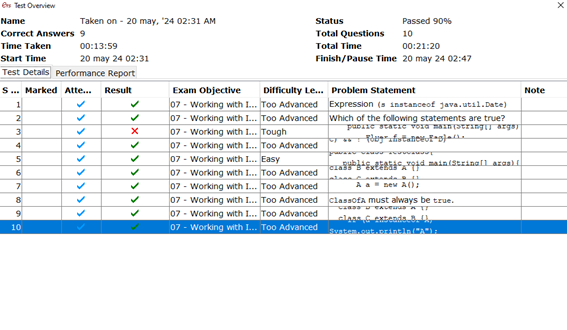 Test Overview
Name Taken on - 20 may, '24 02:31 AM Status Passed 90%
Correct Answers 9 Total Questions 10
Time Taken 00:13:59 Total Time 00:21:20
Start Time 20 may 24 02:31 Finish/Pause Time 20 may 24 02:47
Test Details Performance Report
S ... Marked Atte... Result Exam Objective Difficulty Le... Problem Statement Note
1 07 - Working with I... Too Advanced Expression (s instanceof java.util.Date)
2 07 - Working with I... Too Advanced Which of the following statements are true?
3 07 - Working with I... Tough public static void main(String[] args)
4 07 - Working with I... Too Advanced
5 07 - Working with I... Easy public static void main(String[] args){
6 07 - Working with I... Too Advanced class B extends A {}
7 07 - Working with I... Too Advanced A a = new A();
8 07 - Working with I... Too Advanced ClassOfA must always be true.
9 07 - Working with I... Too Advanced class C extends B {}
10 07 - Working with I... Too Advanced System.out.println("A");